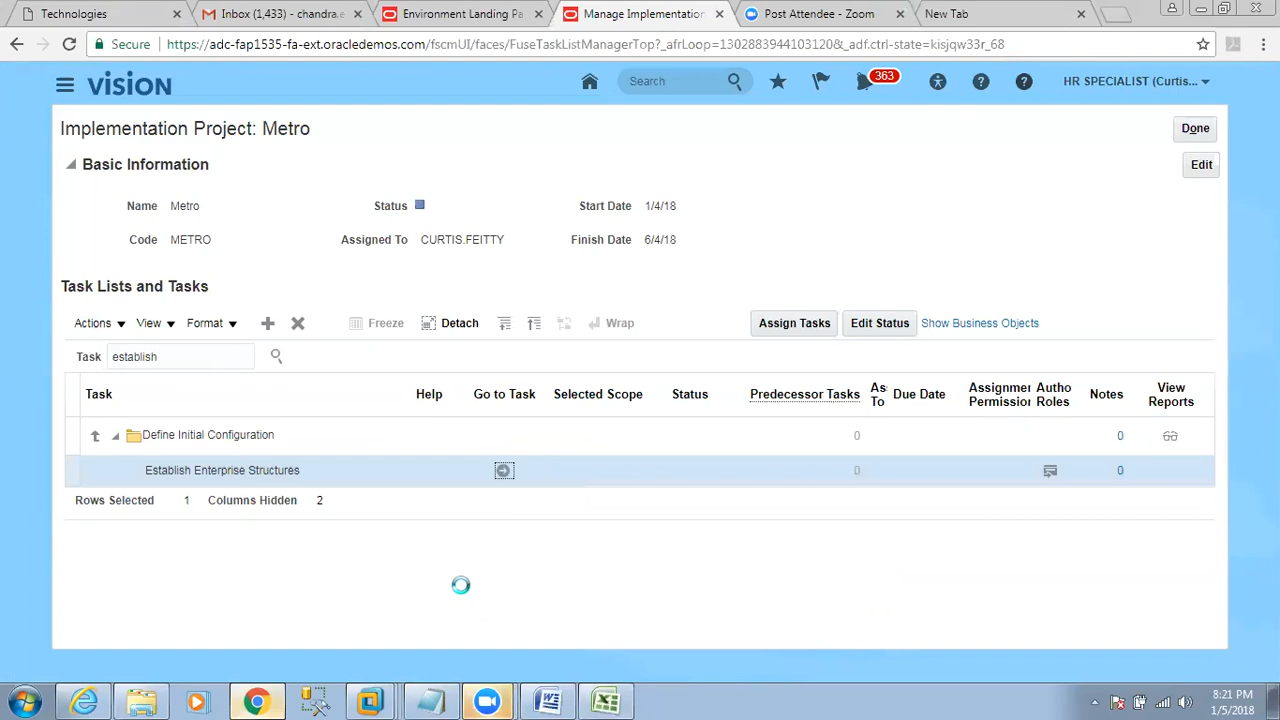 Technologies
Inbox (1,433) - chandra.e
Environment Landing Pa
Manage Implementation
Post Attendee - Zoom
New Tab
Secure
https://adc-fap1535-fa-ext.oracledemos.com/fscmUI/faces/FuseTaskListManagerTop?_afrLoop=1302883944103120&_adf.ctrl-state=kisjqw33r_68
VISION
Search
363
HR SPECIALIST (Curtis...
Implementation Project: Metro
Done
Basic Information
Edit
Name Metro
Status
Start Date 1/4/18
Code METRO
Assigned To CURTIS.FEITTY
Finish Date 6/4/18
Task Lists and Tasks
Actions View Format Freeze Detach Wrap Assign Tasks Edit Status Show Business Objects
Task establish
Task Help Go to Task Selected Scope Status Predecessor Tasks As To Due Date Assignmer Permission Autho Roles Notes View Reports
Define Initial Configuration 0 0
Establish Enterprise Structures 0 0
Rows Selected 1 Columns Hidden 2
8:21 PM
1/5/2018